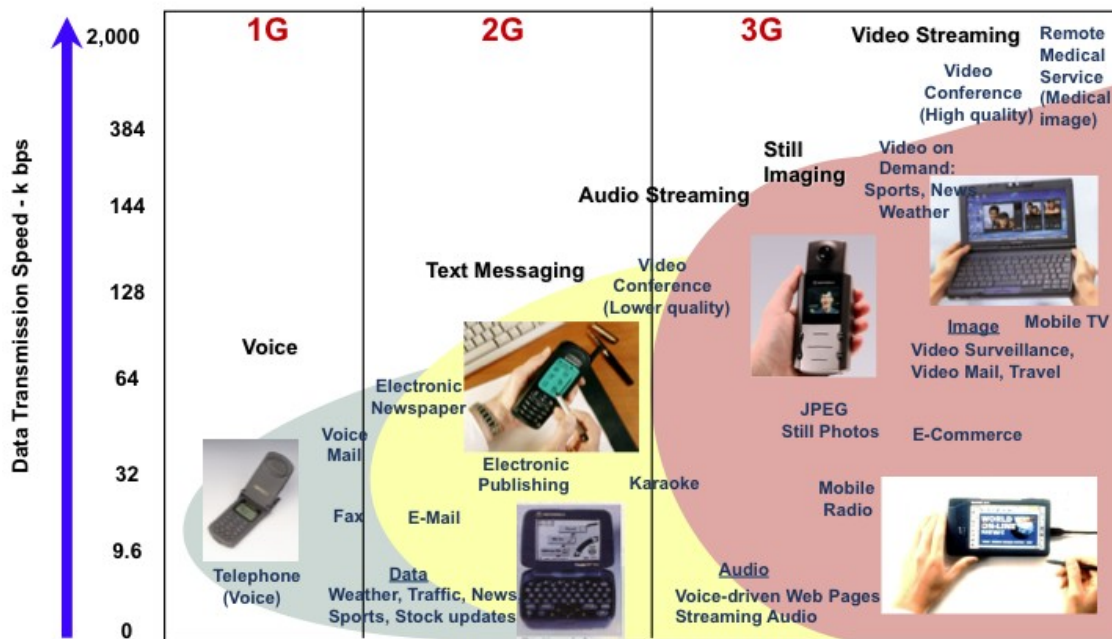 1G
2G
3G
Data Transmission Speed - k bps
2,000
384
144
128
64
32
9.6
0
Video Streaming
Remote
Medical
Service
(Medical
image)
Video
Conference
(High quality)
Still
Imaging
Video on
Demand:
Sports, News
Weather
Audio Streaming
Text Messaging
Video
Conference
(Lower quality)
Voice
Image
Mobile TV
Video Surveillance,
Video Mail, Travel
Electronic
Newspaper
JPEG
Still Photos
E-Commerce
Voice
Mail
Electronic
Publishing
Karaoke
Mobile
Radio
Fax
E-Mail
WORLD
ON-LINE
NEWS
Telephone
(Voice)
Data
Weather, Traffic, News,
Sports, Stock updates
Audio
Voice-driven Web Pages
Streaming Audio